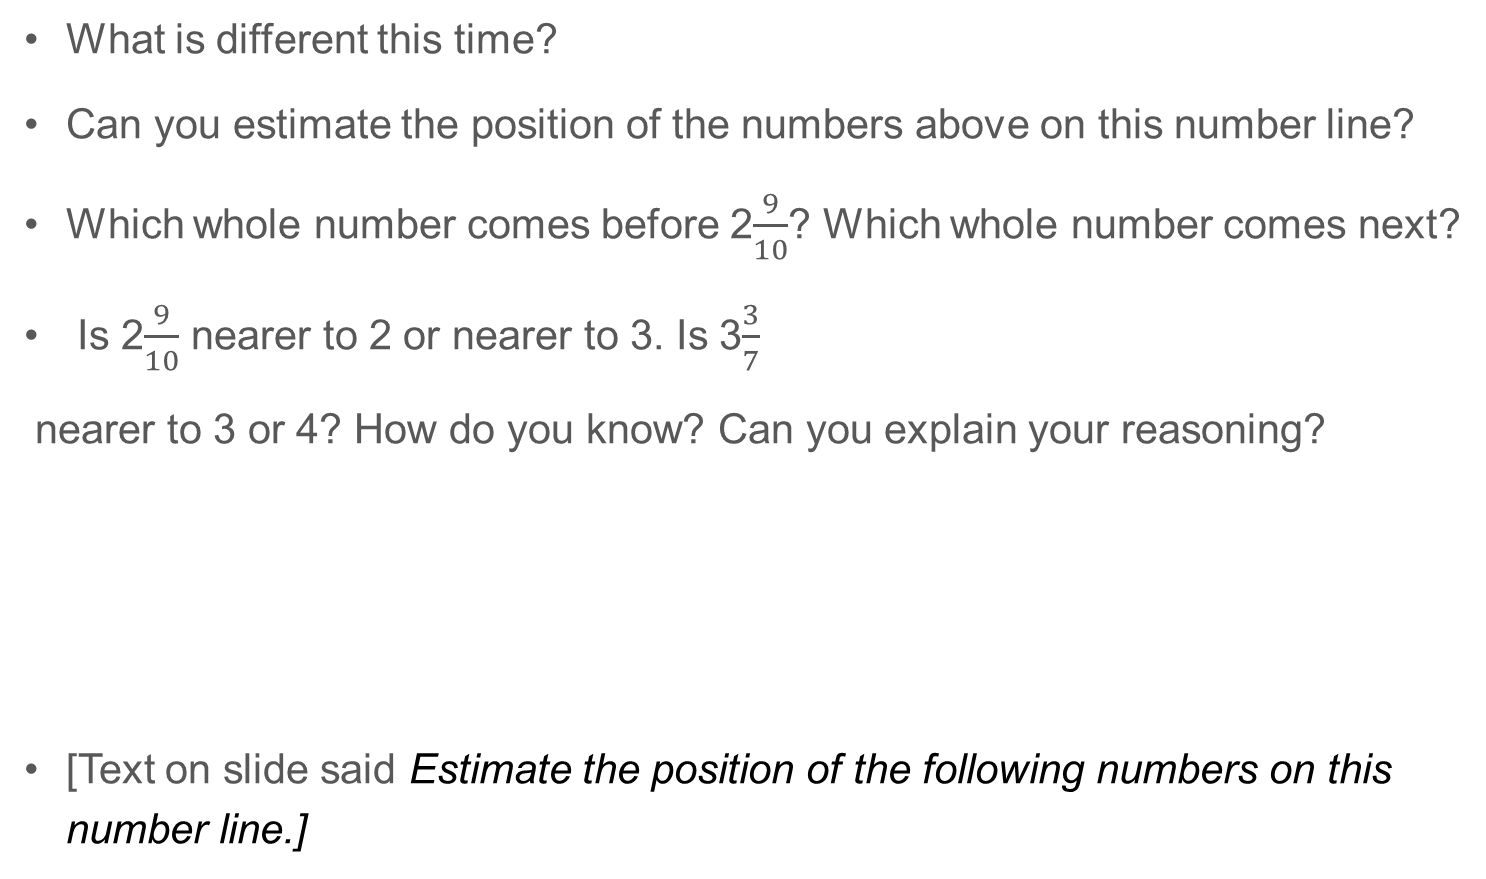 • What is different this time?
• Can you estimate the position of the numbers above on this number line?
• Which whole number comes before 2 9/10? Which whole number comes next?
• Is 2 9/10 nearer to 2 or nearer to 3. Is 3 3/7
nearer to 3 or 4? How do you know? Can you explain your reasoning?
• [Text on slide said Estimate the position of the following numbers on this
number line.]